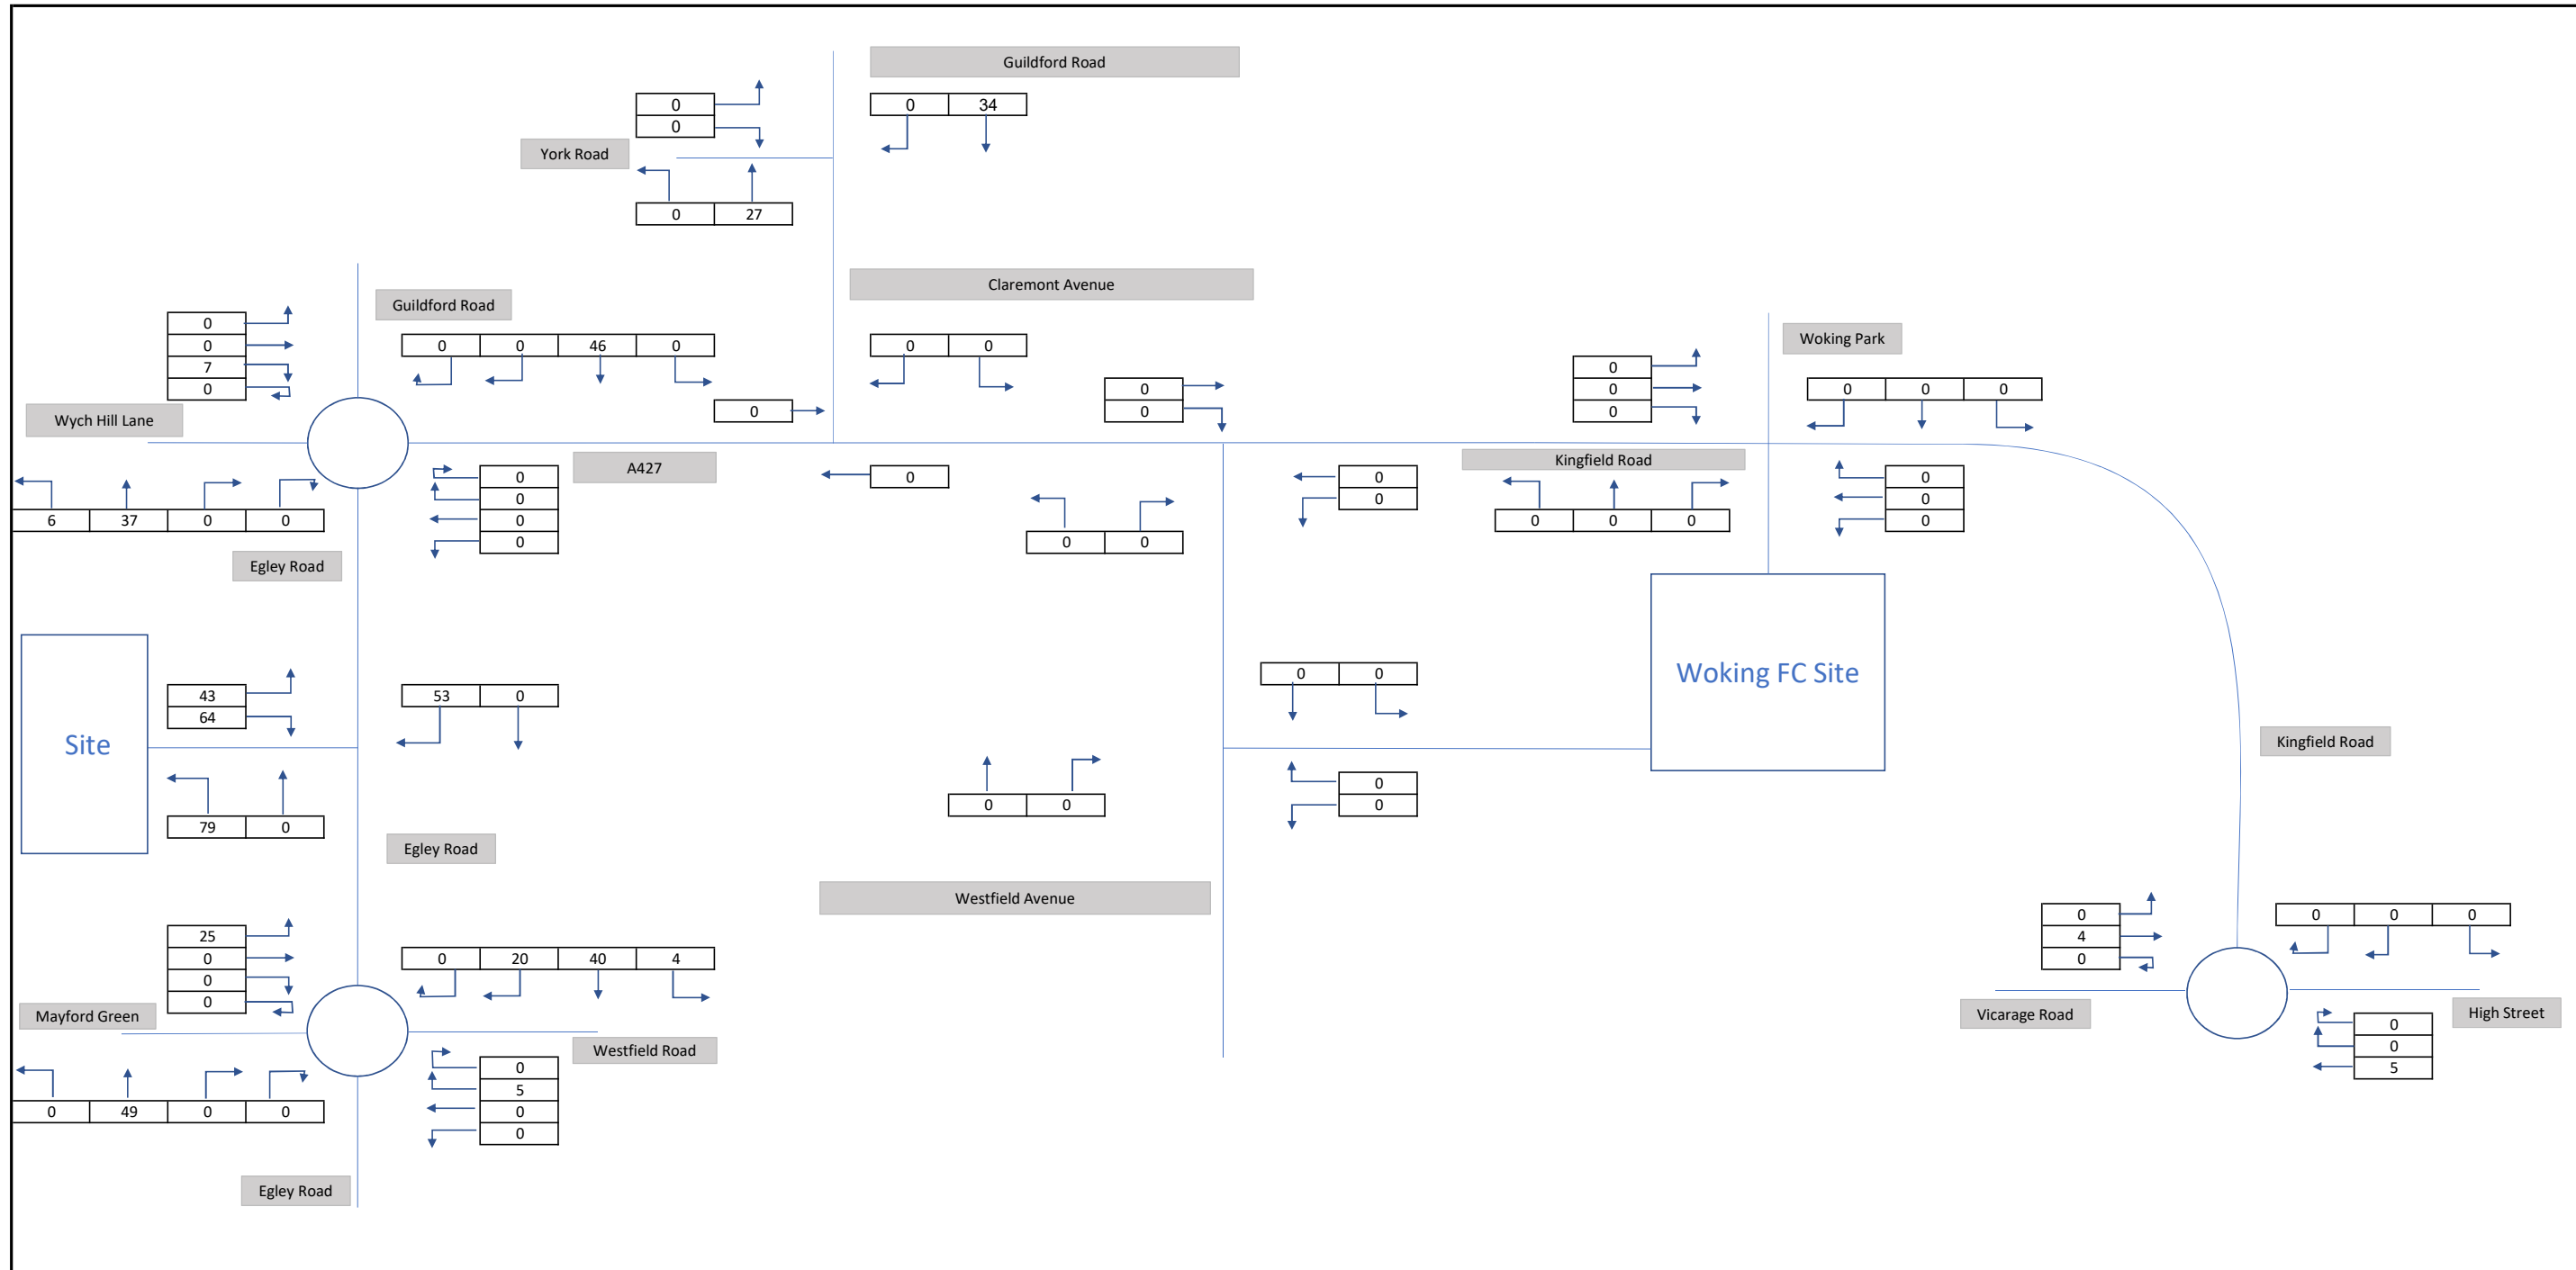 Guildford Road
0 34
0
0
York Road
0 27
Claremont Avenue
Guildford Road
0
0
7
0
0 0 46 0
0 0
0
0
0
Wych Hill Lane
Woking Park
0
0
0
0 0 0
A427
0
0
0
0
6 37 0 0
0
0 0
0
0
Kingfield Road
0 0 0
0
0
0
Egley Road
Site
43
64
53 0
79 0
0 0
Woking FC Site
0 0
0
0
Kingfield Road
Egley Road
Westfield Avenue
25
0
0
0
0 20 40 4
Mayford Green
Westfield Road
0
5
0
0
0 49 0 0
Egley Road
0
4
0
0 0 0
Vicarage Road
High Street
0
0
5